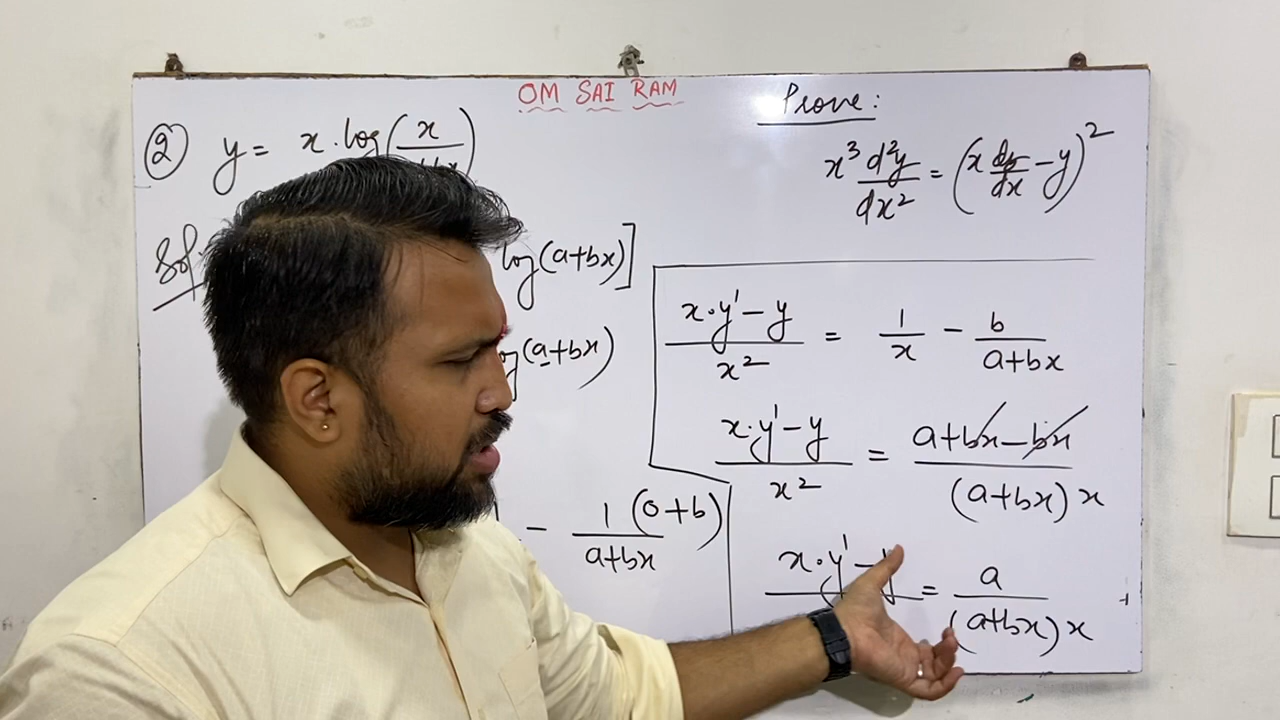 OM SAI RAM
Prove:
② y = x·log(x/
x³ d²y/dx² = (x dy/dx - y)²
Sol:
log(a+bx)]
(a+bx)
x·y' - y / x² = 1/x - b/(a+bx)
x·y' - y / x² = a+bx-bx / (a+bx)x
- 1/(a+bx) (0+b)
x·y' - y = a/(a+bx)x